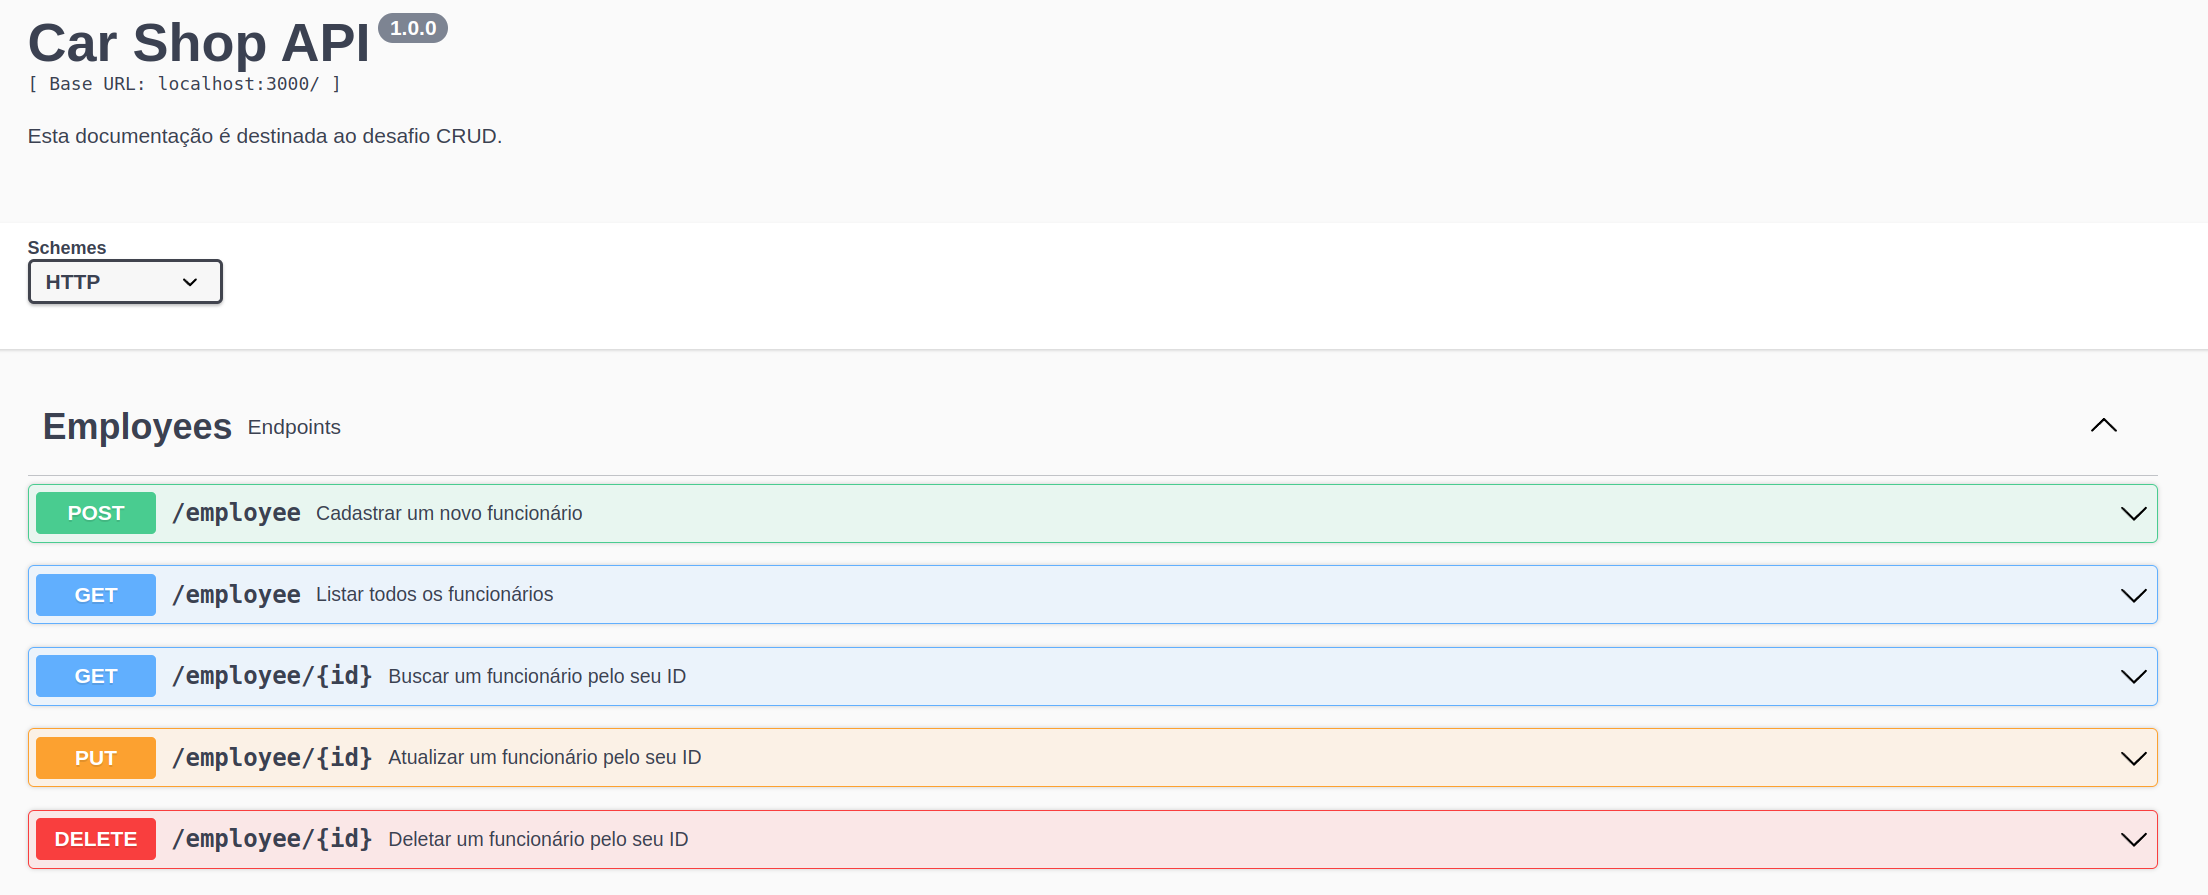 Car Shop API 1.0.0
[ Base URL: localhost:3000/ ]
Esta documentação é destinada ao desafio CRUD.
Schemes
HTTP
Employees Endpoints
POST /employee Cadastrar um novo funcionário
GET /employee Listar todos os funcionários
GET /employee/{id} Buscar um funcionário pelo seu ID
PUT /employee/{id} Atualizar um funcionário pelo seu ID
DELETE /employee/{id} Deletar um funcionário pelo seu ID